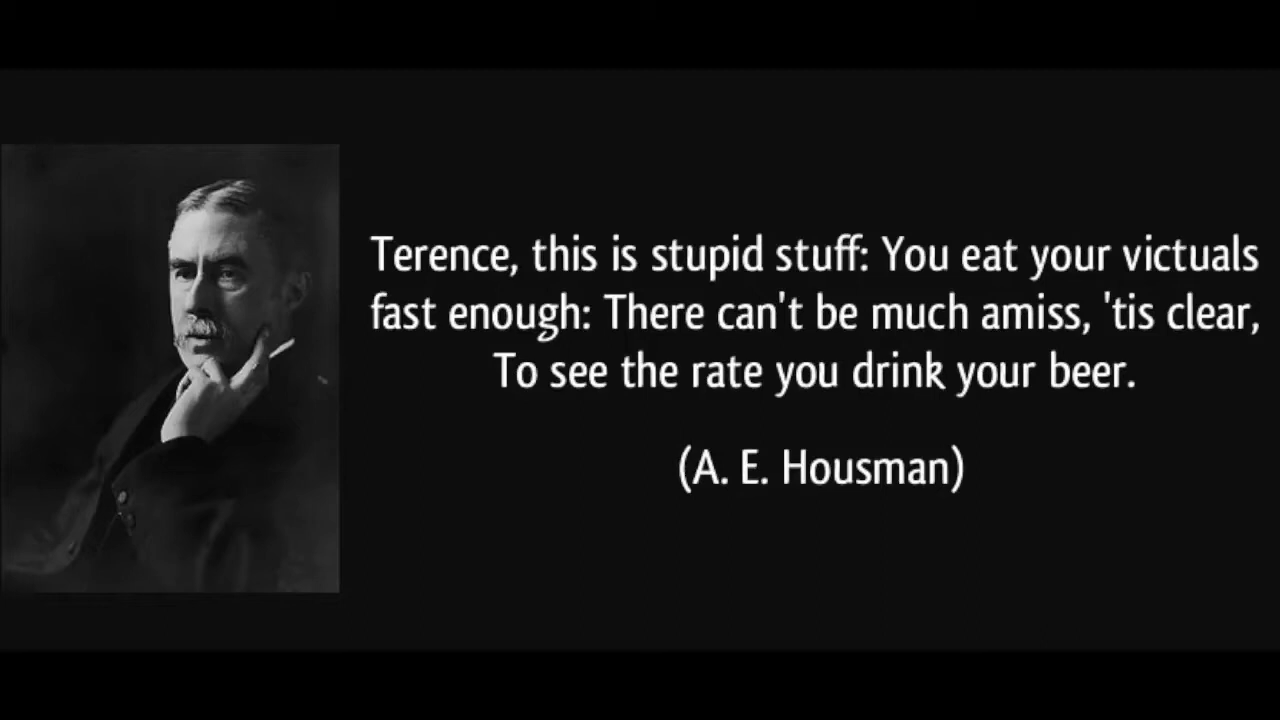 Terence, this is stupid stuff: You eat your victuals
fast enough: There can't be much amiss, 'tis clear,
To see the rate you drink your beer.
(A. E. Housman)